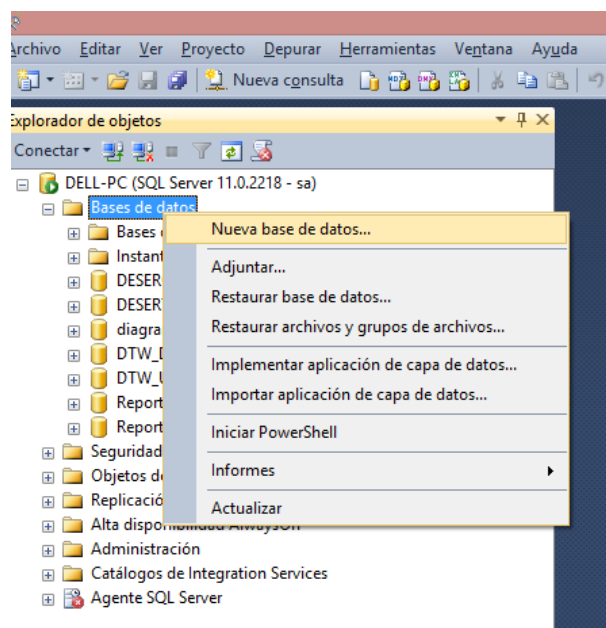 Archivo Editar Ver Proyecto Depurar Herramientas Ventana Ayuda
Nueva consulta
Explorador de objetos
Conectar
DELL-PC (SQL Server 11.0.2218 - sa)
Bases de datos
Nueva base de datos...
Bases
Instant
Adjuntar...
DESER
Restaurar base de datos...
DESER
Restaurar archivos y grupos de archivos...
diagra
DTW_
Implementar aplicación de capa de datos...
DTW_
Importar aplicación de capa de datos...
Report
Report
Iniciar PowerShell
Seguridad
Informes
Objetos d
Replicació
Actualizar
Alta disponibilidad AlwaysOn
Administración
Catálogos de Integration Services
Agente SQL Server